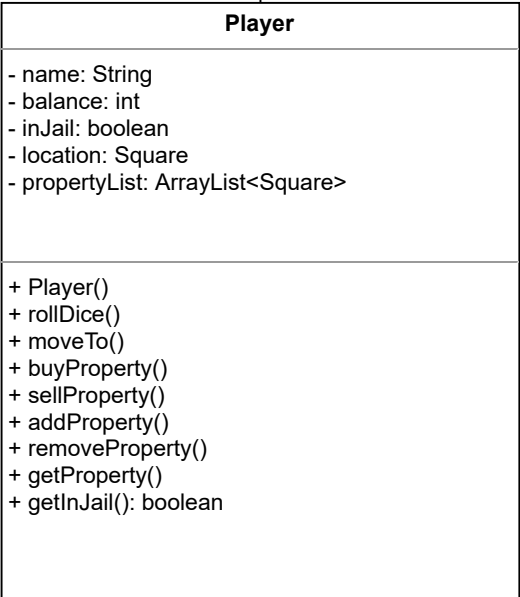 Player
- name: String
- balance: int
- inJail: boolean
- location: Square
- propertyList: ArrayList<Square>
+ Player()
+ rollDice()
+ moveTo()
+ buyProperty()
+ sellProperty()
+ addProperty()
+ removeProperty()
+ getProperty()
+ getInJail(): boolean